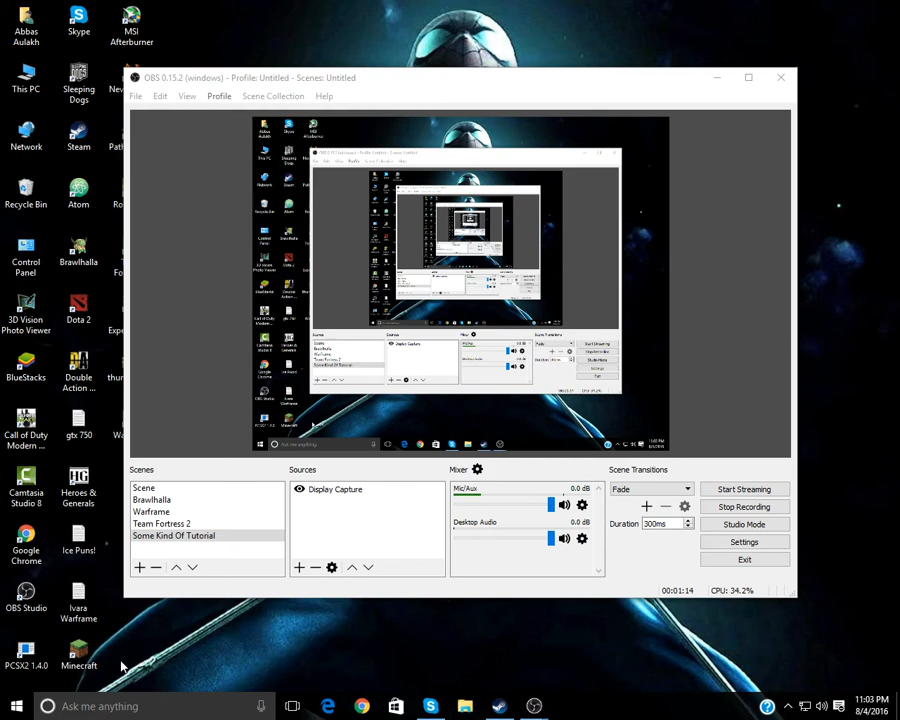 Abbas
Aulakh
Skype
MSI
Afterburner
This PC
Sleeping
Dogs
Network
Steam
Recycle Bin
Atom
Control
Panel
Brawlhalla
3D Vision
Photo Viewer
Dota 2
BlueStacks
Double
Action ...
Call of Duty
Modern ...
gtx 750
Camtasia
Studio 8
Heroes &
Generals
Google
Chrome
Ice Puns!
OBS Studio
Ivara
Warframe
PCSX2 1.4.0
Minecraft
OBS 0.15.2 (windows) - Profile: Untitled - Scenes: Untitled
File Edit View Profile Scene Collection Help
Scenes
Scene
Brawlhalla
Warframe
Team Fortress 2
Some Kind Of Tutorial
Sources
Display Capture
Mixer
Mic/Aux 0.0 dB
Desktop Audio 0.0 dB
Scene Transitions
Fade
Duration 300ms
Start Streaming
Stop Recording
Studio Mode
Settings
Exit
00:01:14 CPU: 34.2%
Ask me anything
11:03 PM
8/4/2016